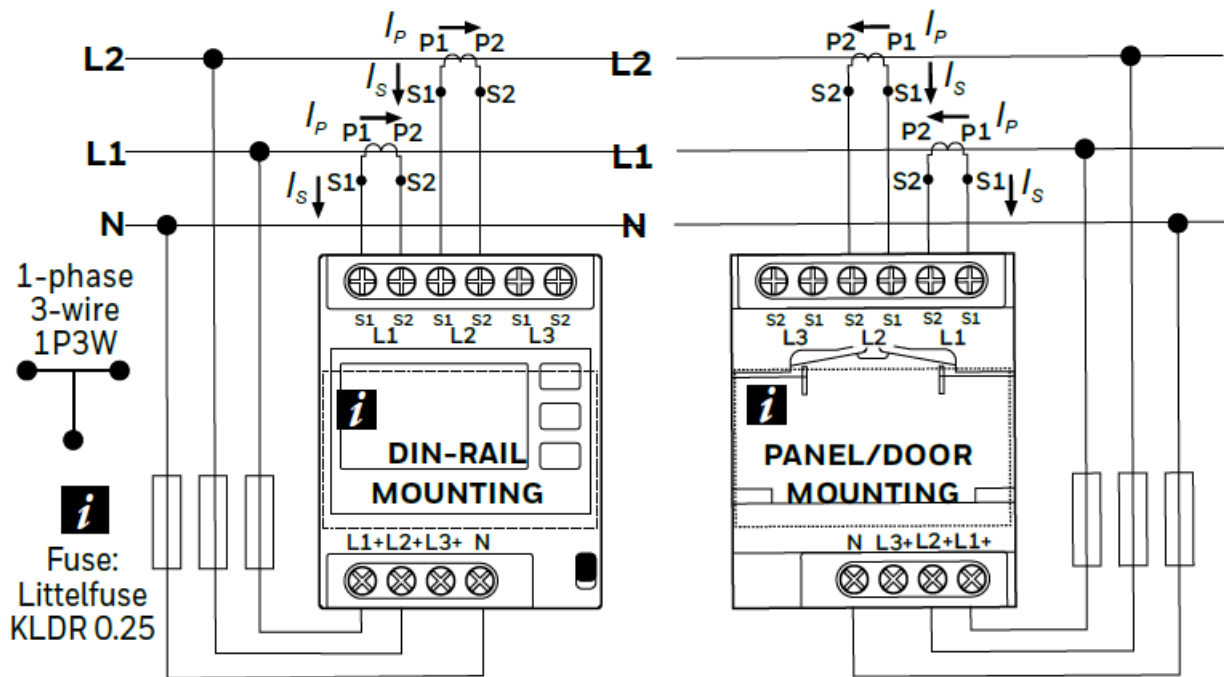 I_P P1 P2
L2
I_S S1 S2
I_P P1 P2
L1
I_S S1 S2
N
1-phase
3-wire
1P3W
S1 S2 S1 S2 S1 S2
L1 L2 L3
i
DIN-RAIL
MOUNTING
L1+ L2+ L3+ N
i
Fuse:
Littelfuse
KLDR 0.25
P2 P1 I_P
L2
S2 S1 I_S
P2 P1 I_P
L1
S2 S1 I_S
N
S2 S1 S2 S1 S2 S1
L3 L2 L1
i
PANEL/DOOR
MOUNTING
N L3+ L2+ L1+